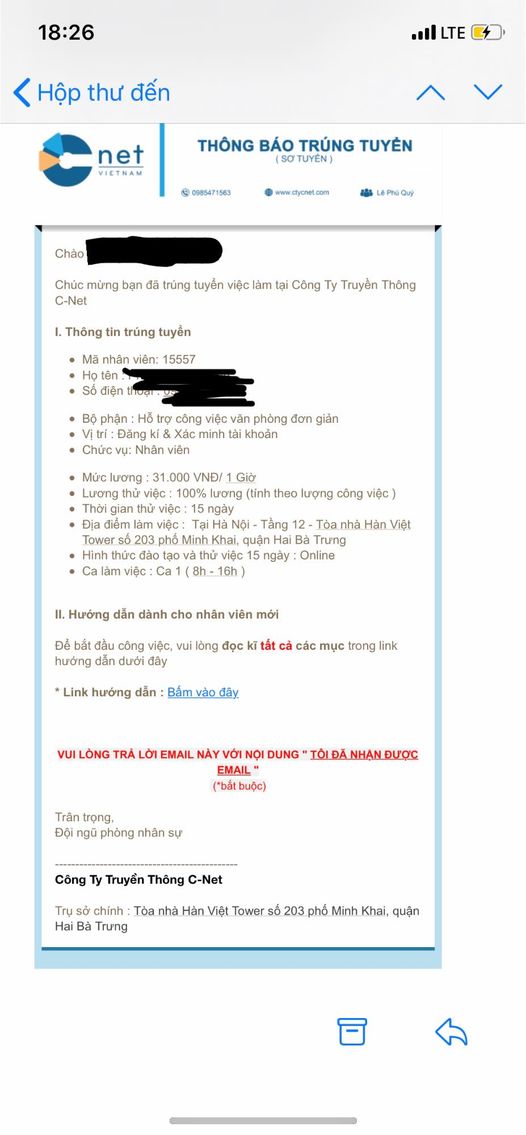 18:26
LTE
Hộp thư đến
C net
VIETNAM
THÔNG BÁO TRÚNG TUYỂN
( SƠ TUYỂN )
0985471563
www.ctycnet.com
Lê Phú Quý
Chào
Chúc mừng bạn đã trúng tuyển việc làm tại Công Ty Truyền Thông
C-Net
I. Thông tin trúng tuyển
Mã nhân viên: 15557
Họ tên :
Số điện thoại :
Bộ phận : Hỗ trợ công việc văn phòng đơn giản
Vị trí : Đăng kí & Xác minh tài khoản
Chức vụ: Nhân viên
Mức lương : 31.000 VNĐ/ 1 Giờ
Lương thử việc : 100% lương (tính theo lượng công việc )
Thời gian thử việc : 15 ngày
Địa điểm làm việc : Tại Hà Nội - Tầng 12 - Tòa nhà Hàn Việt
Tower số 203 phố Minh Khai, quận Hai Bà Trưng
Hình thức đào tạo và thử việc 15 ngày : Online
Ca làm việc : Ca 1 ( 8h - 16h )
II. Hướng dẫn dành cho nhân viên mới
Để bắt đầu công việc, vui lòng đọc kĩ tất cả các mục trong link
hướng dẫn dưới đây
* Link hướng dẫn : Bấm vào đây
VUI LÒNG TRẢ LỜI EMAIL NÀY VỚI NỘI DUNG " TÔI ĐÃ NHẬN ĐƯỢC
EMAIL "
(*bắt buộc)
Trân trọng,
Đội ngũ phòng nhân sự
--------------------------------------------
Công Ty Truyền Thông C-Net
Trụ sở chính : Tòa nhà Hàn Việt Tower số 203 phố Minh Khai, quận
Hai Bà Trưng